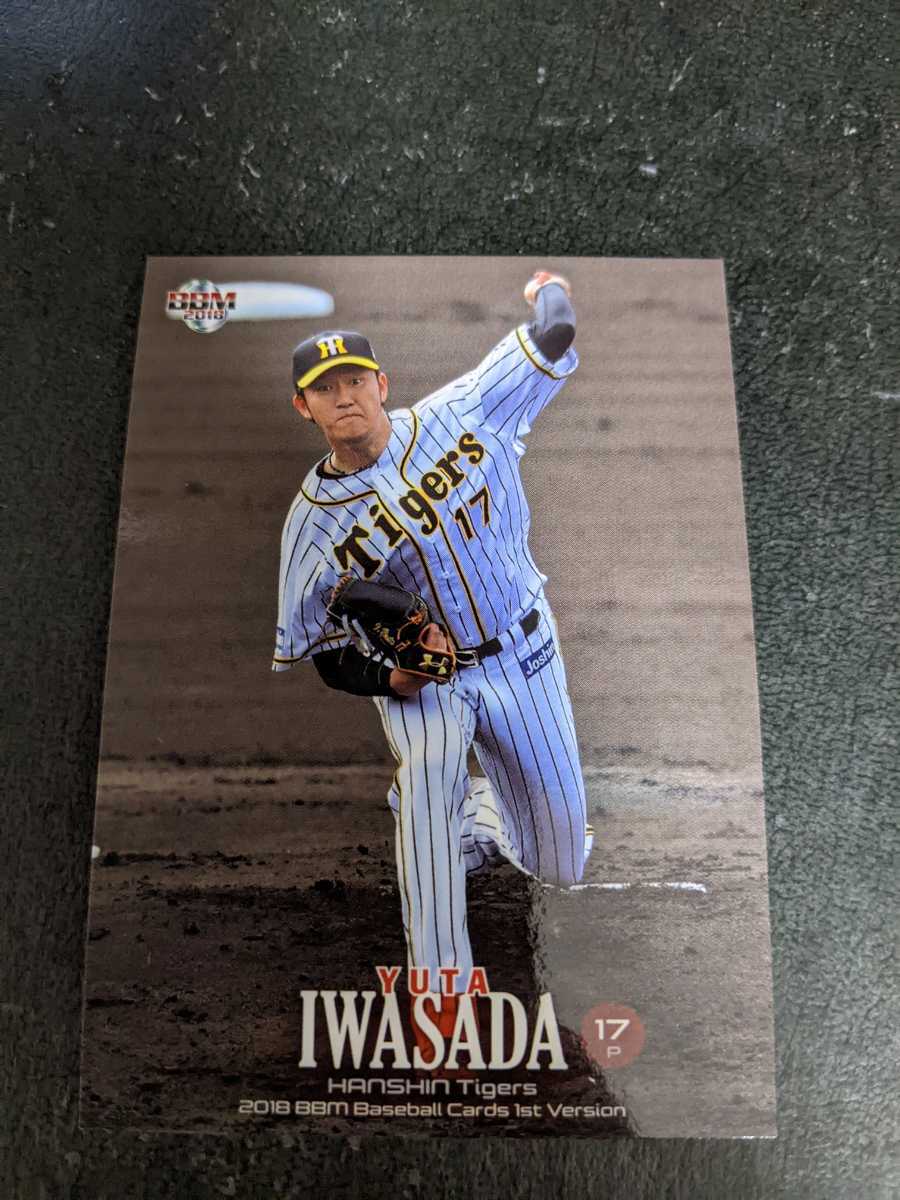 BBM
2018
Tigers
17
YUTA
IWASADA
17
P
HANSHIN Tigers
2018 BBM Baseball Cards 1st Version